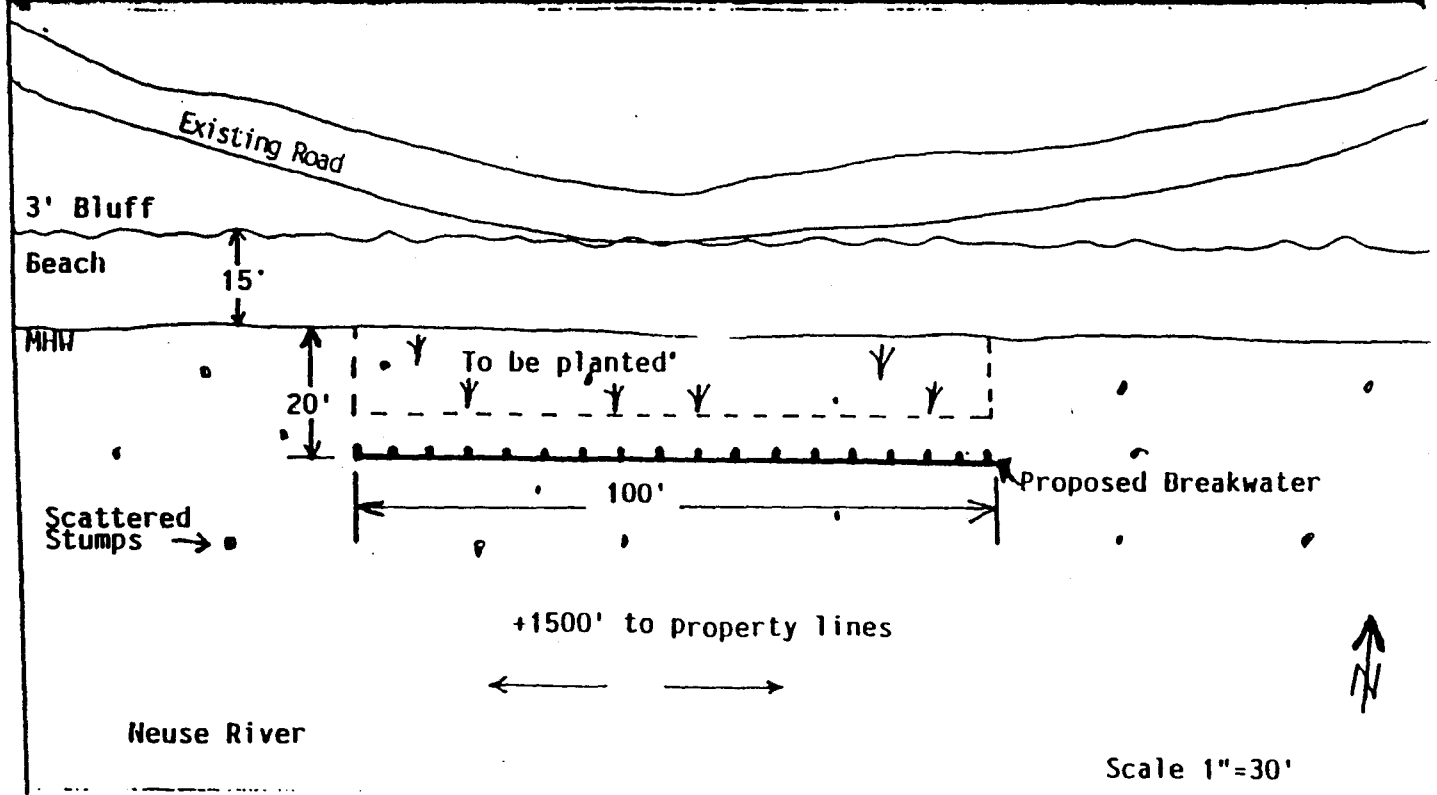 Existing Road
3' Bluff
Beach
15'
MHW
To be planted
20'
100'
Proposed Breakwater
Scattered
Stumps
+1500' to property lines
N
Neuse River
Scale 1"=30'